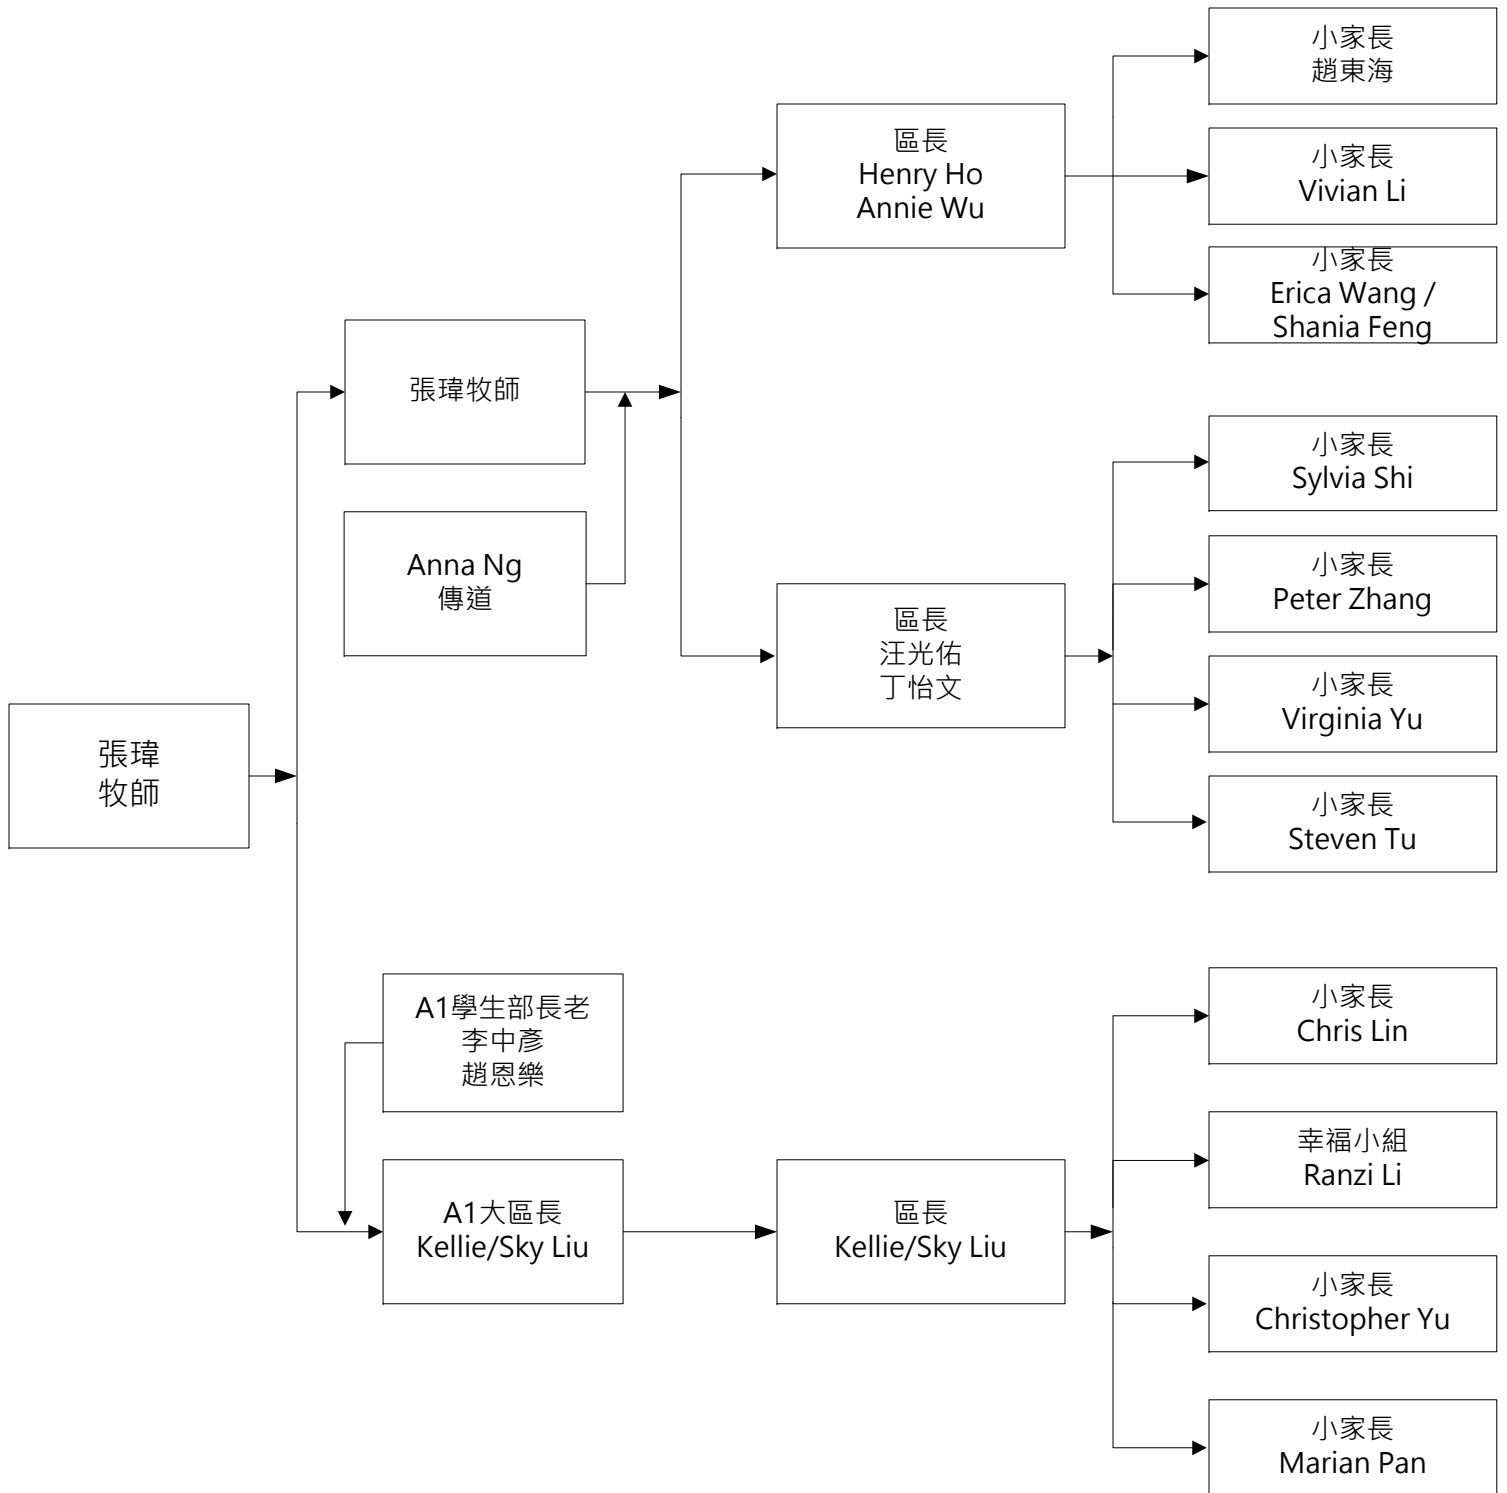 張瑋
牧師
張瑋牧師
Anna Ng
傳道
A1學生部長老
李中彥
趙恩樂
A1大區長
Kellie/Sky Liu
區長
Henry Ho
Annie Wu
區長
汪光佑
丁怡文
區長
Kellie/Sky Liu
小家長
趙東海
小家長
Vivian Li
小家長
Erica Wang /
Shania Feng
小家長
Sylvia Shi
小家長
Peter Zhang
小家長
Virginia Yu
小家長
Steven Tu
小家長
Chris Lin
幸福小組
Ranzi Li
小家長
Christopher Yu
小家長
Marian Pan